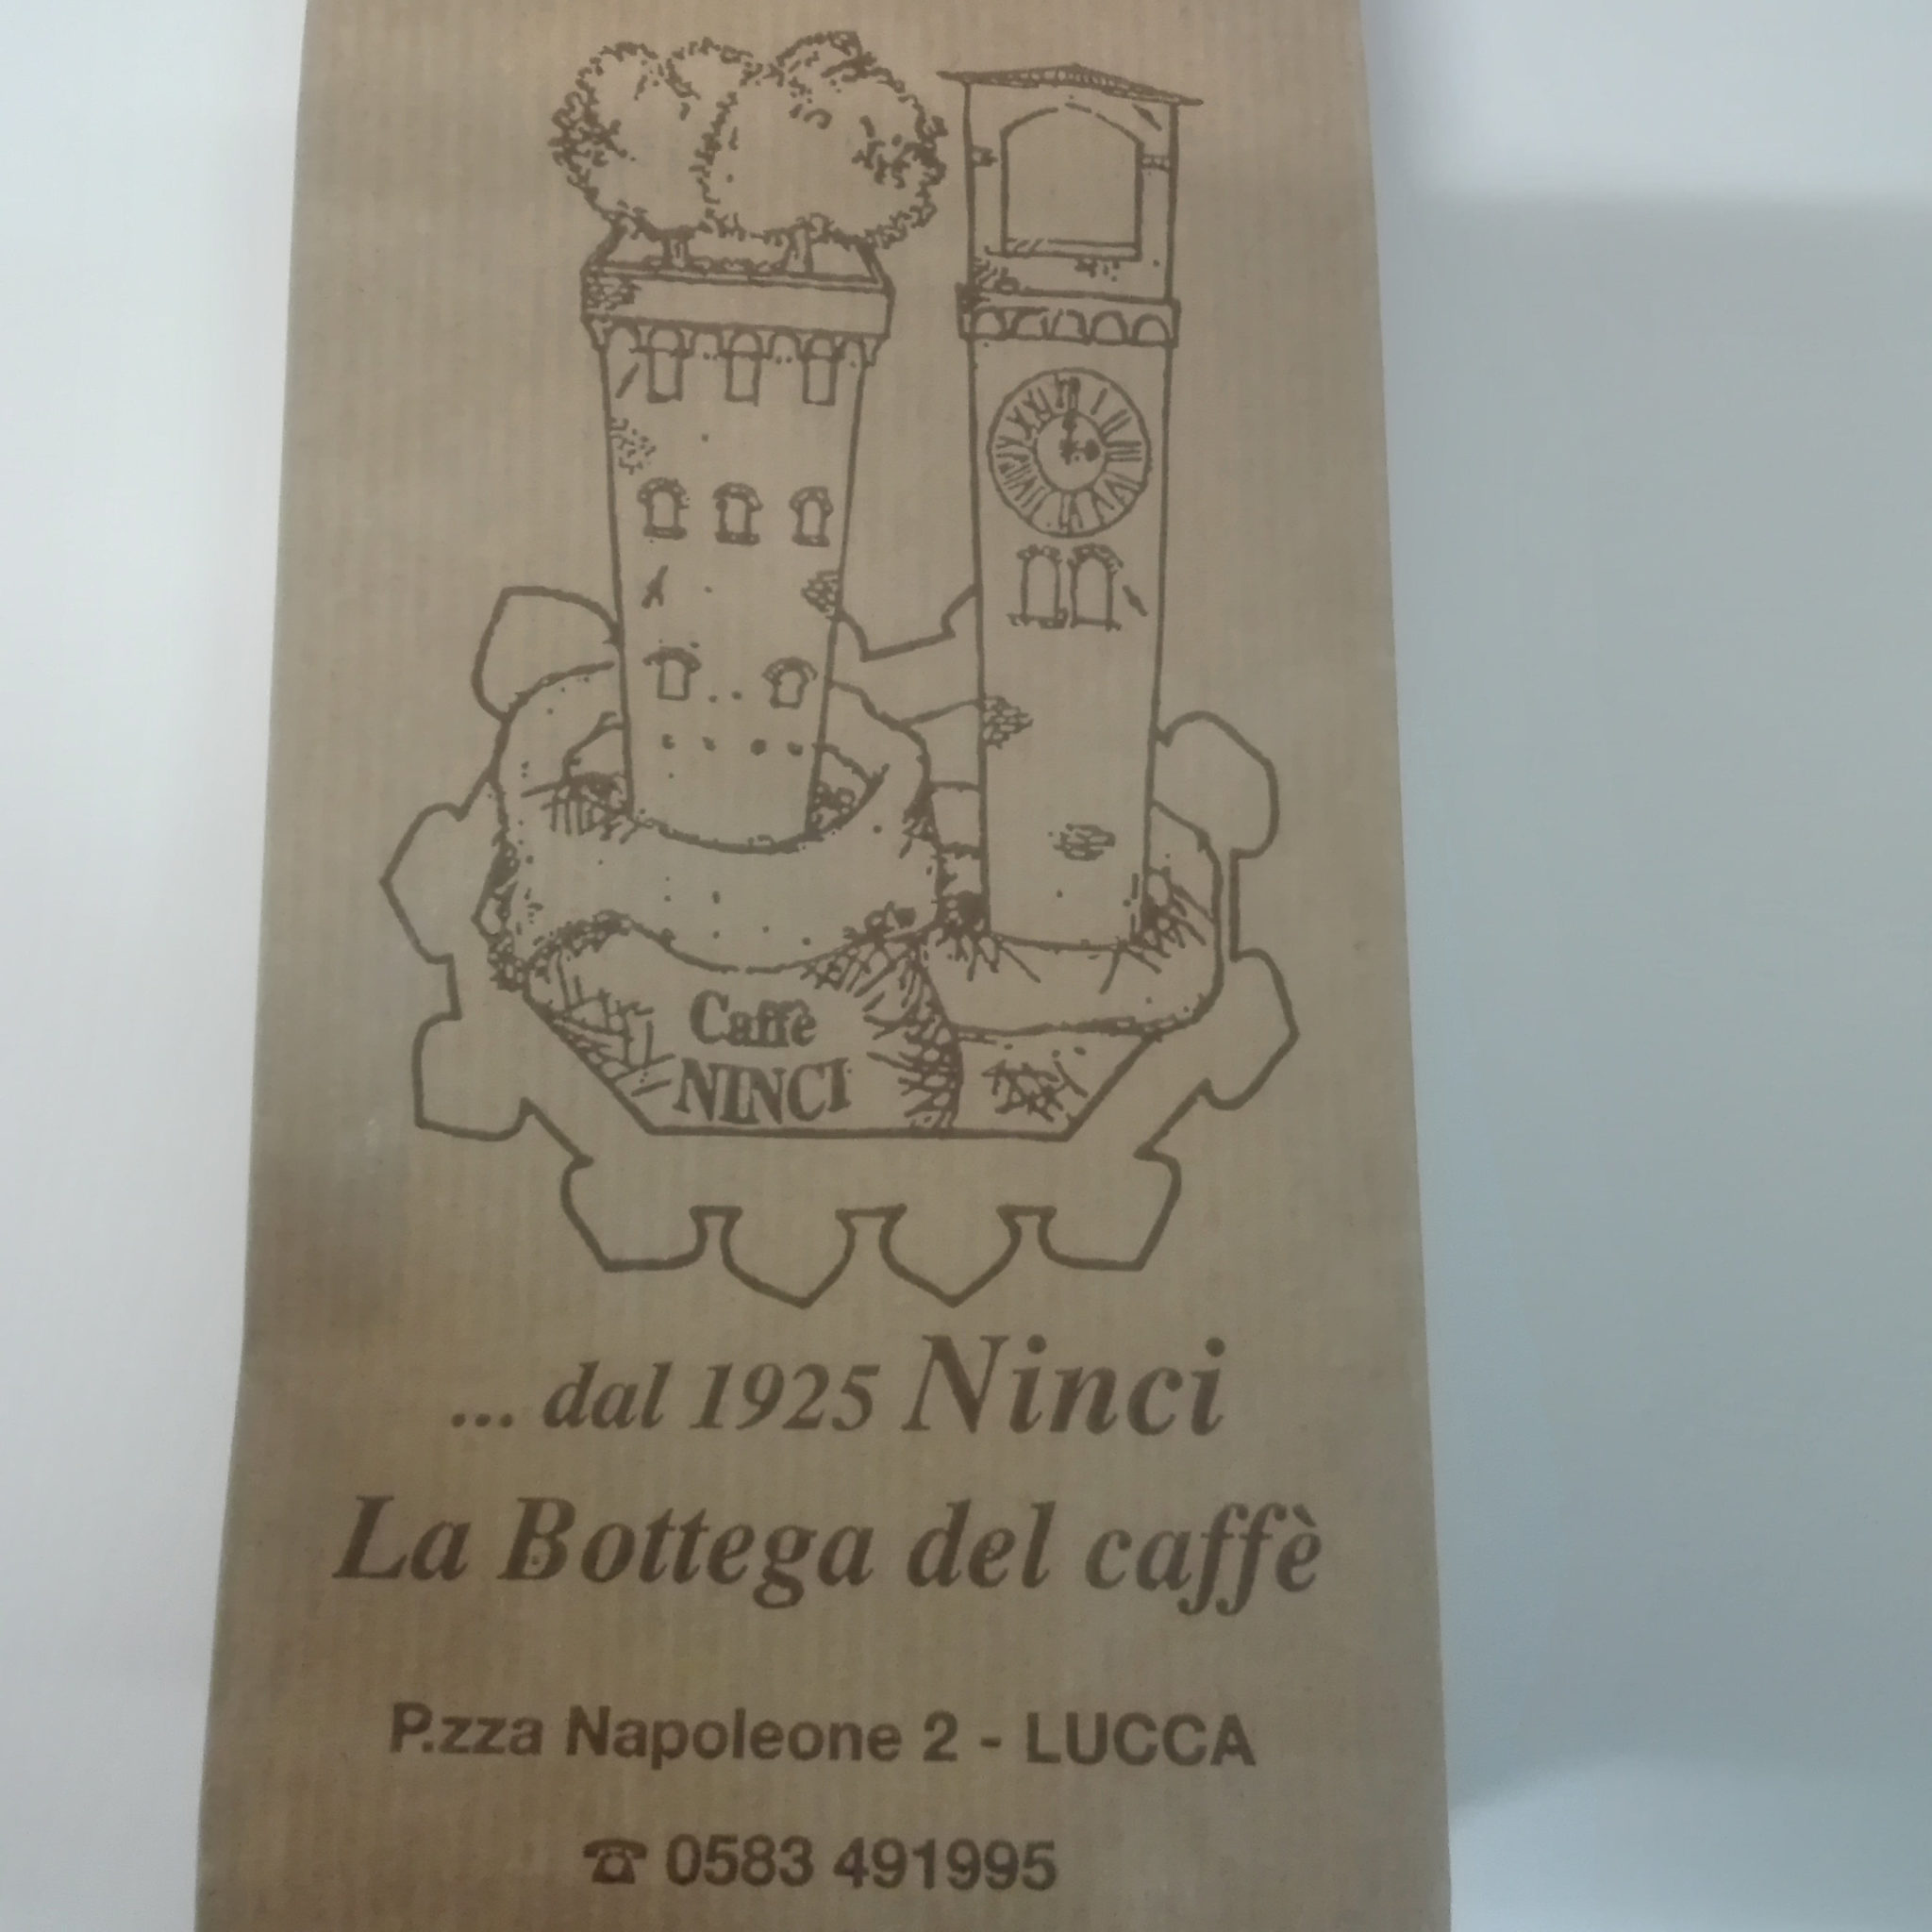 Caffè
NINCI
... dal 1925 Ninci
La Bottega del caffè
P.zza Napoleone 2 - LUCCA
☎ 0583 491995